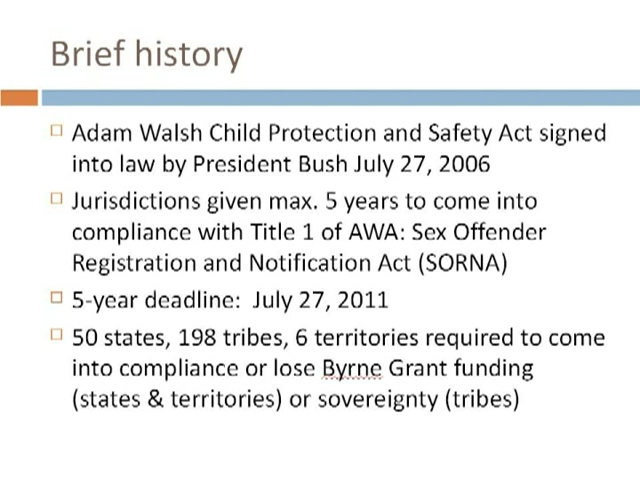 Brief history
Adam Walsh Child Protection and Safety Act signed
into law by President Bush July 27, 2006
Jurisdictions given max. 5 years to come into
compliance with Title 1 of AWA: Sex Offender
Registration and Notification Act (SORNA)
5-year deadline:  July 27, 2011
50 states, 198 tribes, 6 territories required to come
into compliance or lose Byrne Grant funding
(states & territories) or sovereignty (tribes)